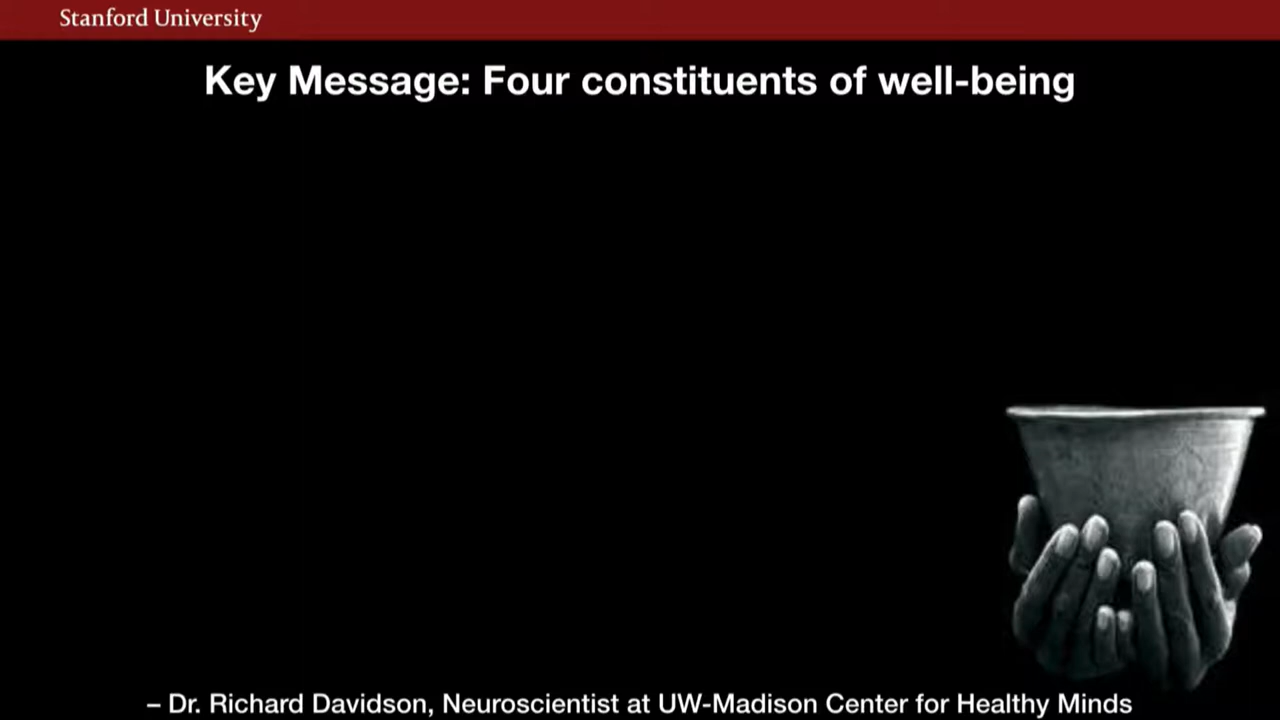 Stanford University
Key Message: Four constituents of well-being
– Dr. Richard Davidson, Neuroscientist at UW-Madison Center for Healthy Minds